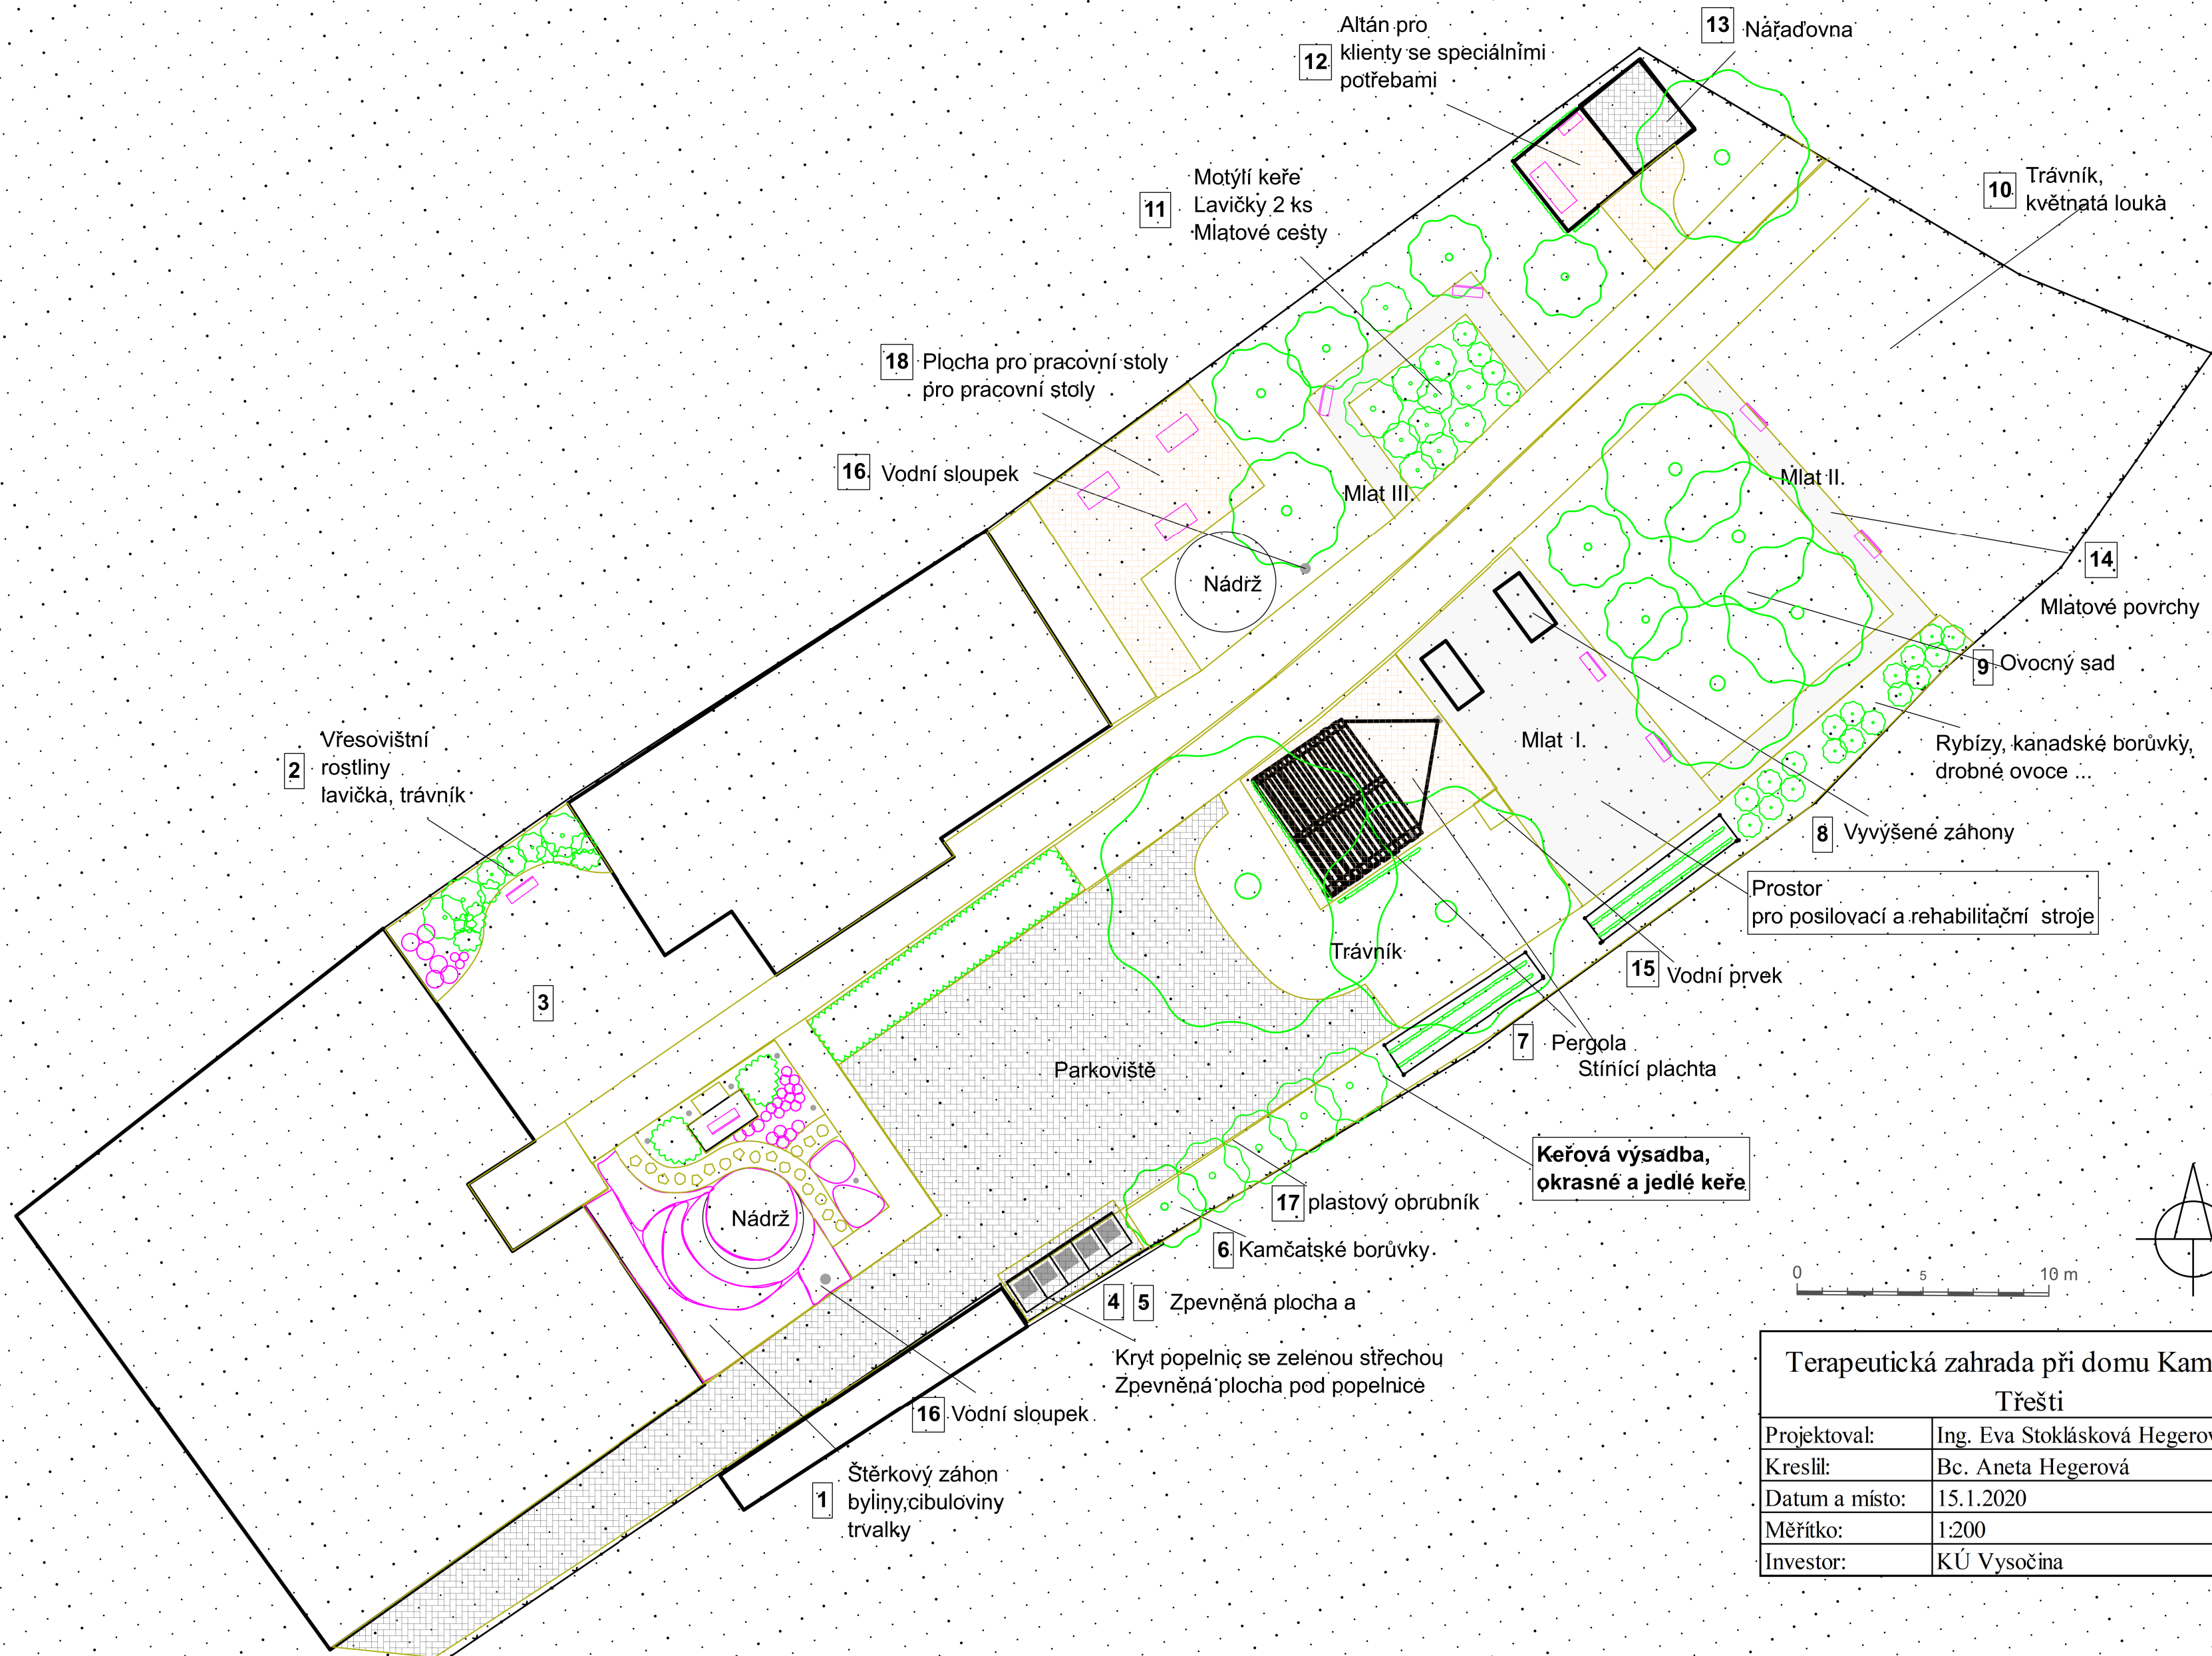 13 Nářaďovna
Altán pro
12 klienty se speciálními
potřebami
10 Trávník,
květnatá louka
Motýlí keře
11 Lavičky 2 ks
Mlatové cesty
18 Plocha pro pracovní stoly
pro pracovní stoly
16 Vodní sloupek
Mlat III.
Mlat II.
Nádrž
14
Mlatové povrchy
9 Ovocný sad
Rybízy, kanadské borůvky,
drobné ovoce ...
Mlat I.
8 Vyvýšené záhony
Vřesovištní
2 rostliny
lavička, trávník
Prostor
pro posilovací a rehabilitační stroje
3
Trávník
15 Vodní prvek
7 Pergola
Stínící plachta
Parkoviště
Keřová výsadba,
okrasné a jedlé keře
17 plastový obrubník
Nádrž
6 Kamčatské borůvky
4 5 Zpevněná plocha a
Kryt popelnic se zelenou střechou
Zpevněná plocha pod popelnice
16 Vodní sloupek
Štěrkový záhon
1 byliny,cibuloviny
trvalky
0 5 10 m
Terapeutická zahrada při domu Kam
Třešti
Projektoval: Ing. Eva Stoklásková Hegerov
Kreslil: Bc. Aneta Hegerová
Datum a místo: 15.1.2020
Měřítko: 1:200
Investor: KÚ Vysočina